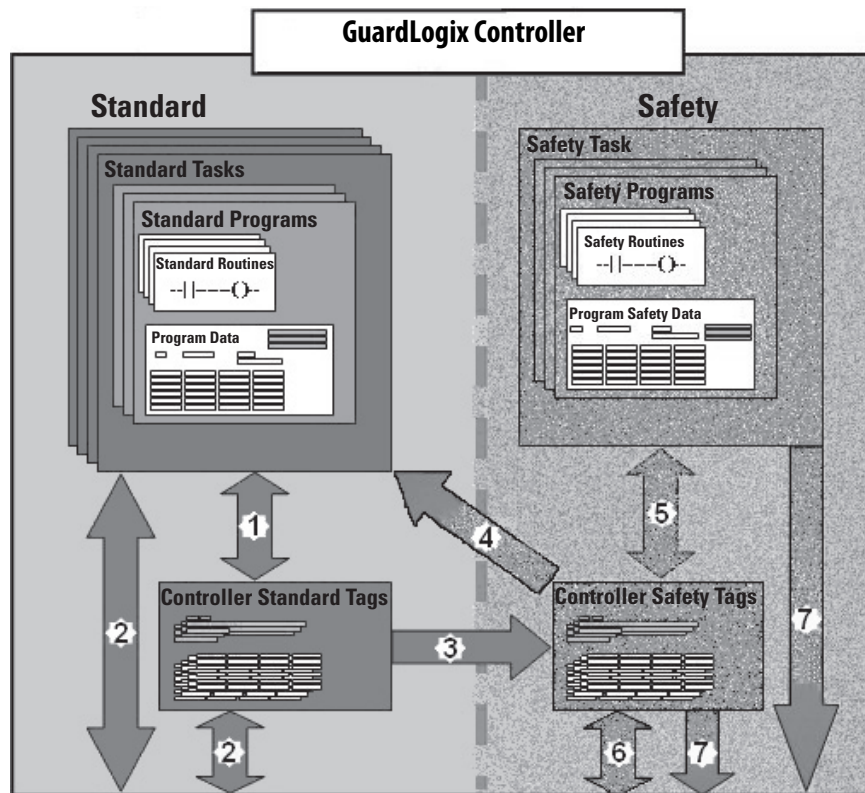 GuardLogix Controller
Standard
Safety
Standard Tasks
Safety Task
Standard Programs
Safety Programs
Standard Routines
Safety Routines
Program Data
Program Safety Data
1
5
4
2
Controller Standard Tags
Controller Safety Tags
3
7
2
6
7